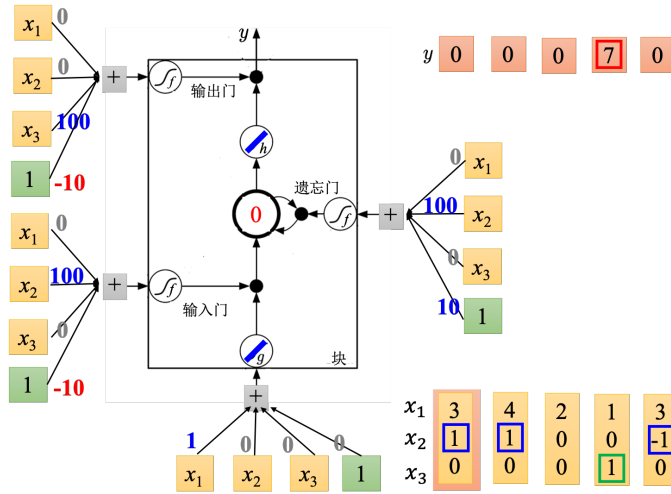 y
y 0 0 0 7 0
x₁ 0
x₂ 0
x₃ 100
1 -10
+
f
输出门
h
x₁ 0
x₂ 100
x₃ 0
1 -10
+
f
输入门
0
遗忘门
f
+
0 x₁
100 x₂
0 x₃
10 1
g
块
+
1 0 0 0
x₁ x₂ x₃ 1
x₁ 3 4 2 1 3
x₂ 1 1 0 0 -1
x₃ 0 0 0 1 0